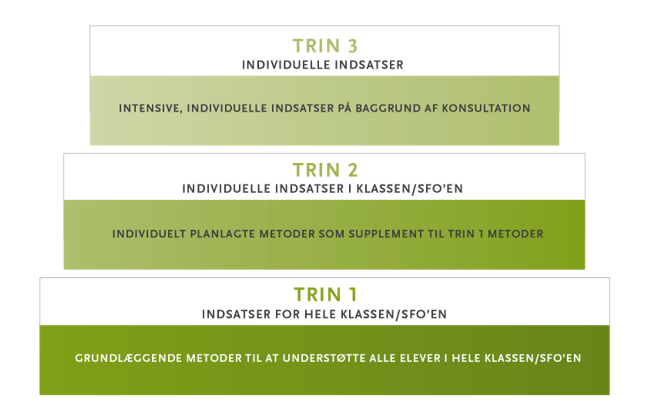 TRIN 3
INDIVIDUELLE INDSATSER
INTENSIVE, INDIVIDUELLE INDSATSER PÅ BAGGRUND AF KONSULTATION
TRIN 2
INDIVIDUELLE INDSATSER I KLASSEN/SFO'EN
INDIVIDUELT PLANLAGTE METODER SOM SUPPLEMENT TIL TRIN 1 METODER
TRIN 1
INDSATSER FOR HELE KLASSEN/SFO'EN
GRUNDLÆGGENDE METODER TIL AT UNDERSTØTTE ALLE ELEVER I HELE KLASSEN/SFO'EN